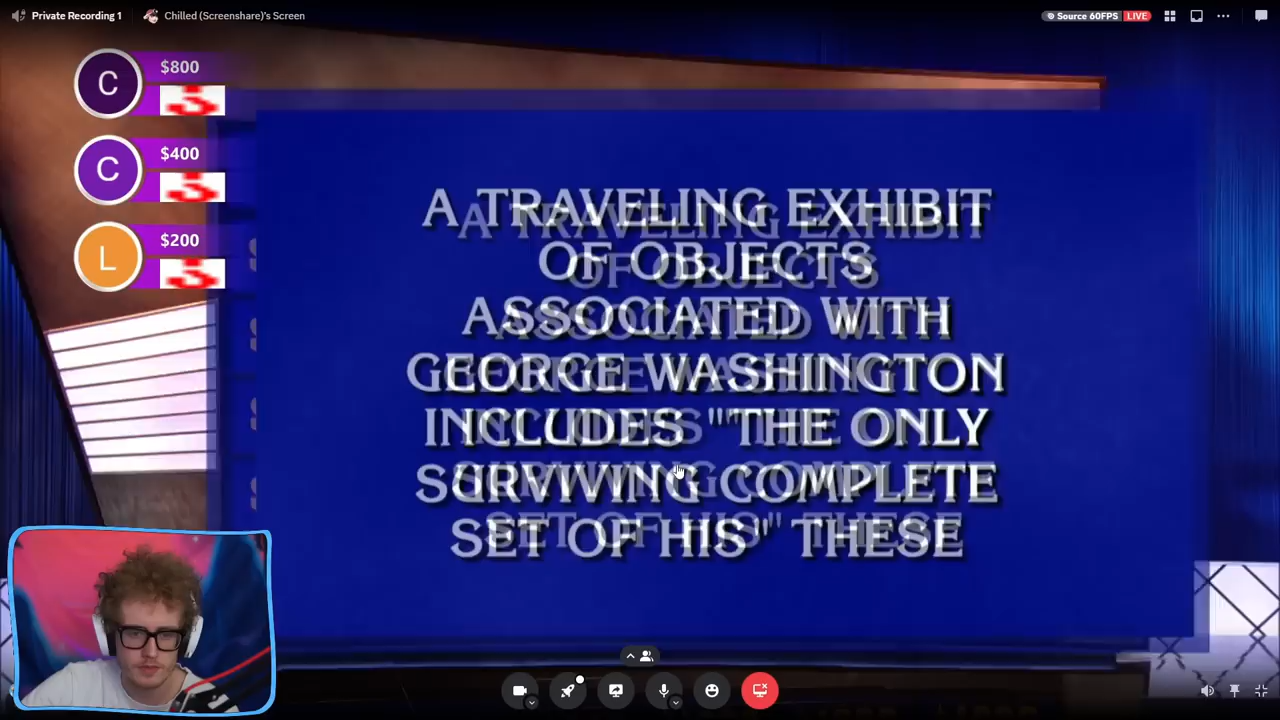 Private Recording 1
Chilled (Screenshare)'s Screen
Source 60FPS LIVE
C $800
C $400
L $200
A TRAVELING EXHIBIT
OF OBJECTS
ASSOCIATED WITH
GEORGE WASHINGTON
INCLUDES "THE ONLY
SURVIVING COMPLETE
SET OF HIS" THESE